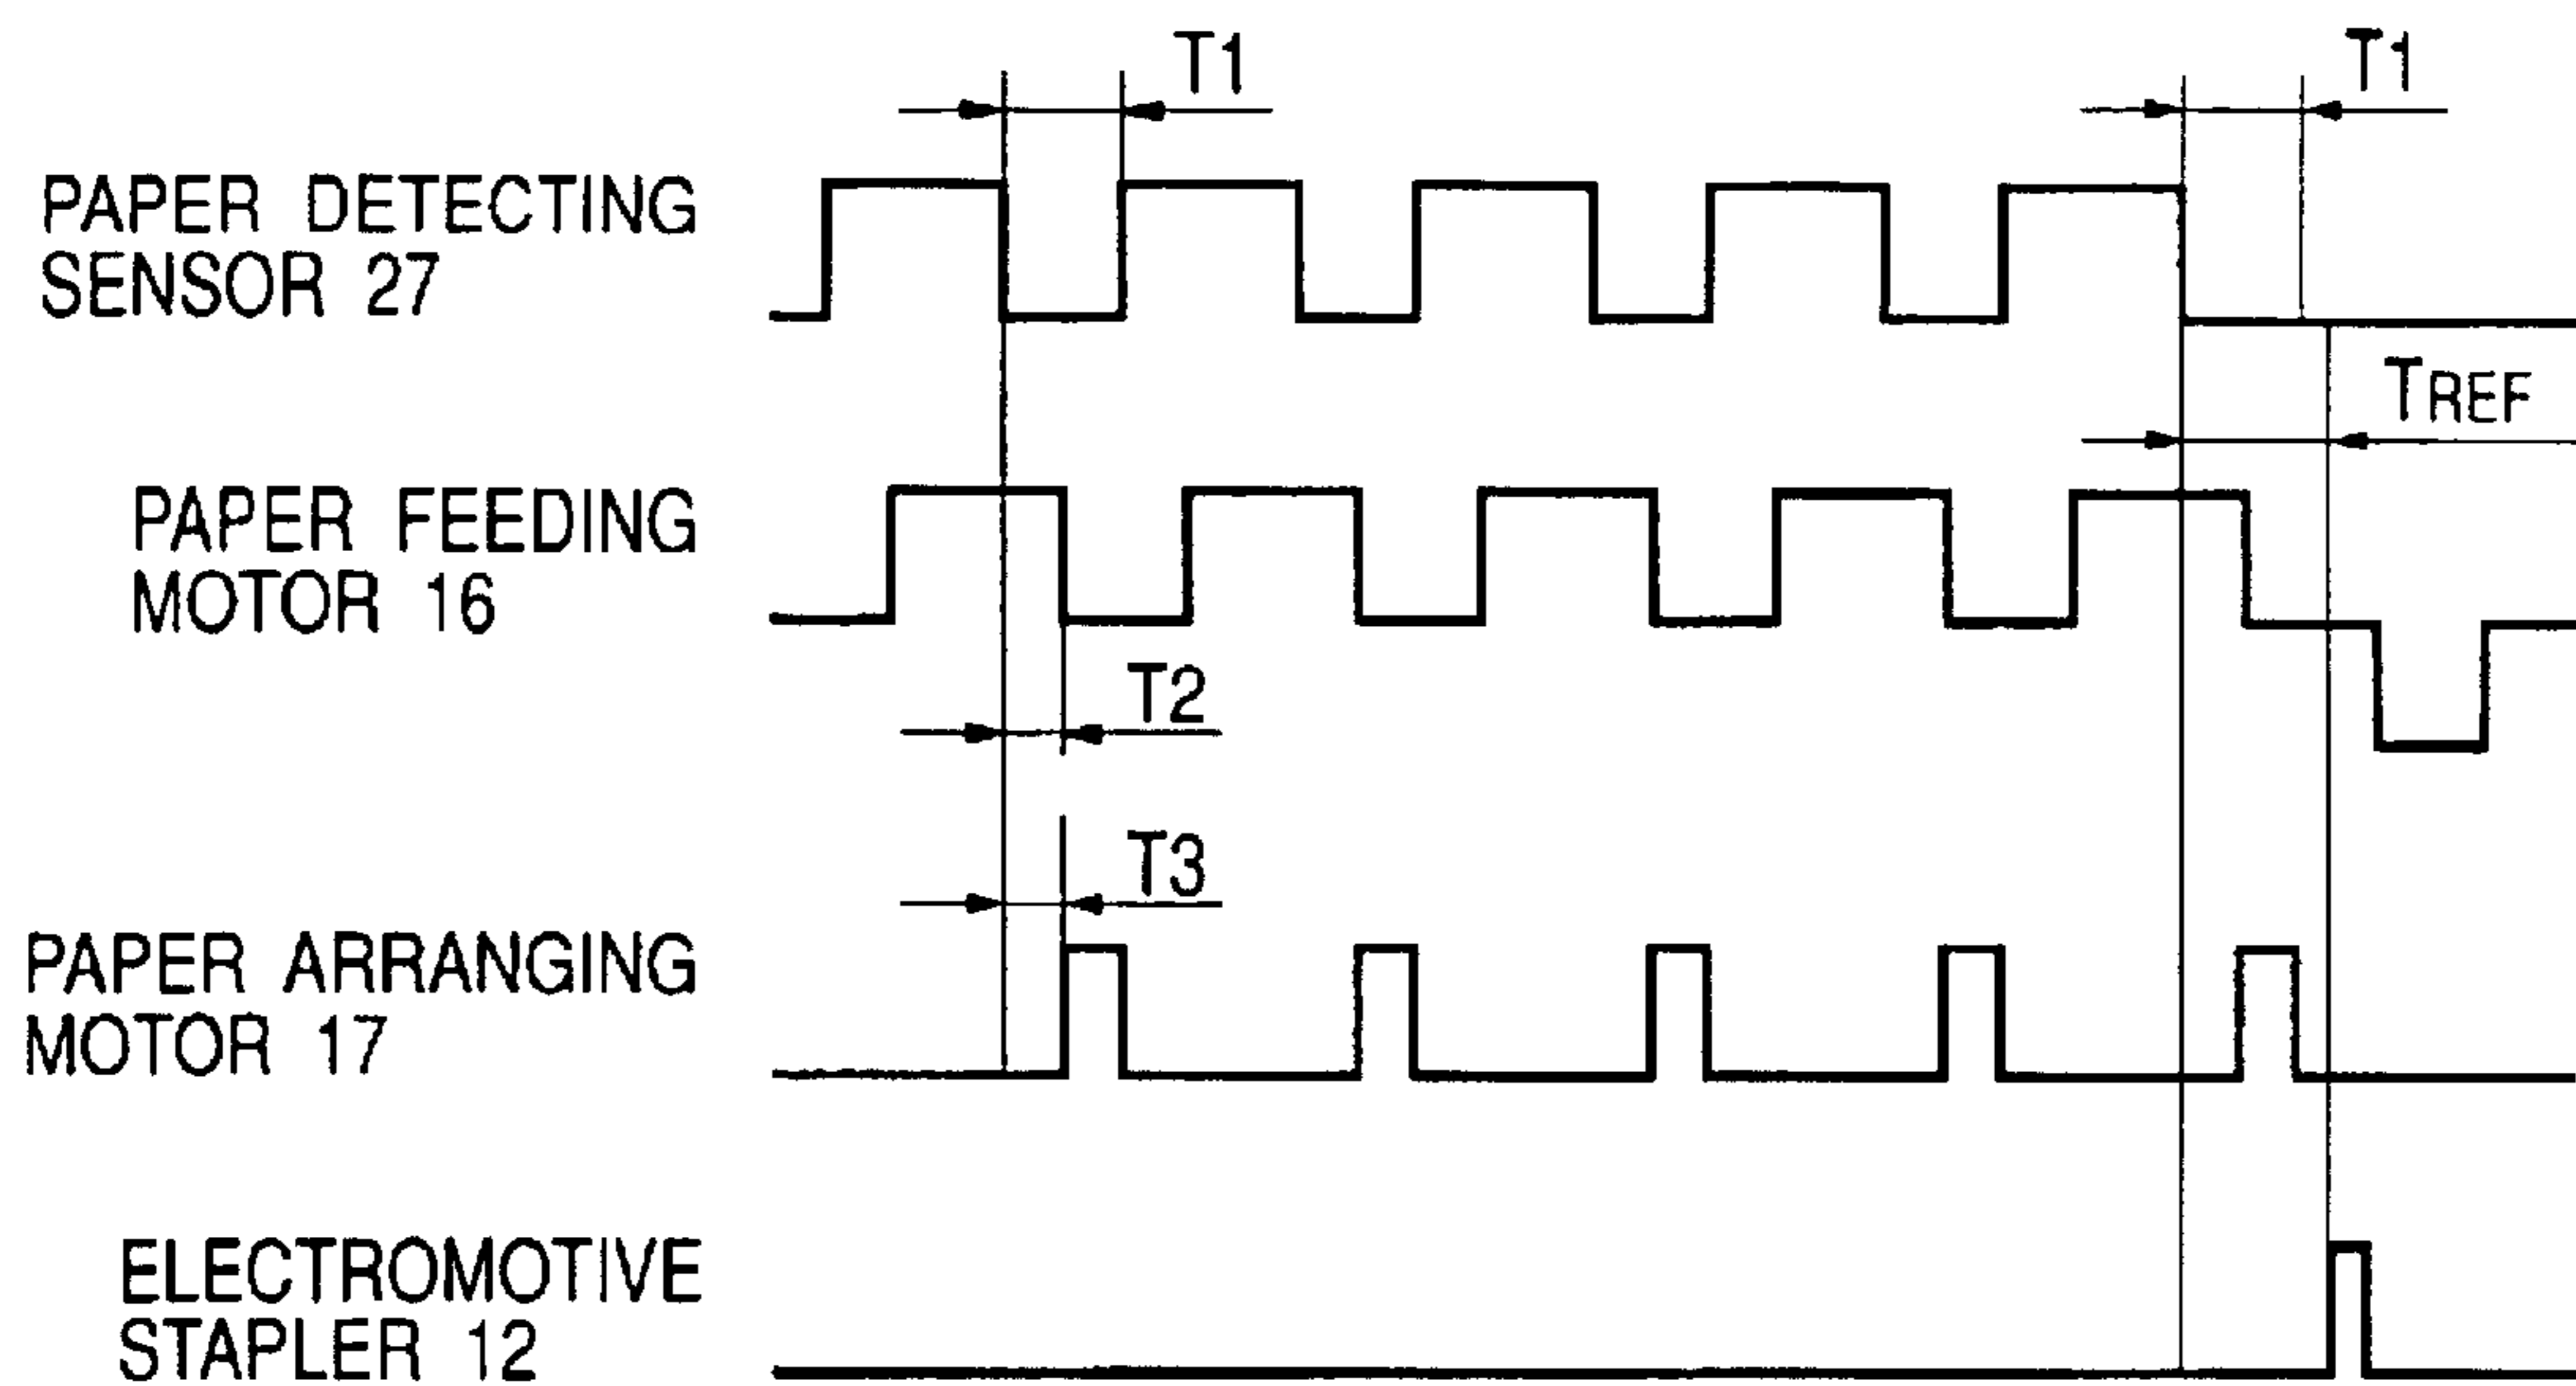 T1
T1
PAPER DETECTING
SENSOR 27
TREF
PAPER FEEDING
MOTOR 16
T2
T3
PAPER ARRANGING
MOTOR 17
ELECTROMOTIVE
STAPLER 12